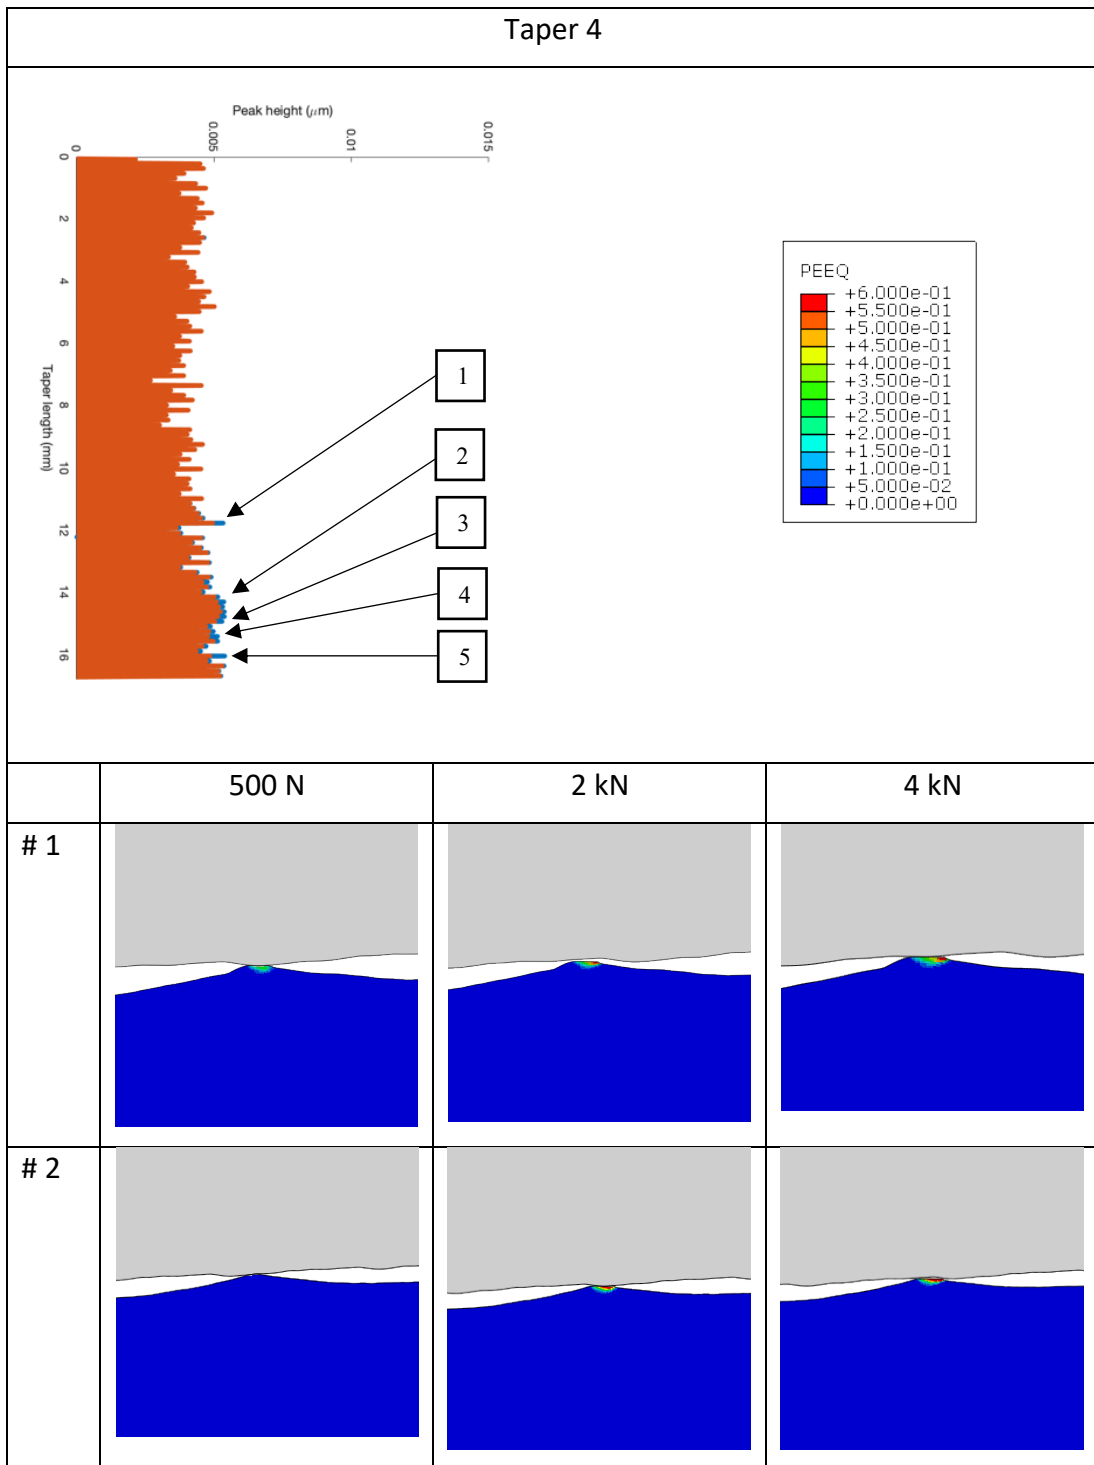 Taper 4
Peak height (μm)
0 0.005 0.01 0.015
0
2
4
6
8
10
12
14
16
Taper length (mm)
1
2
3
4
5
PEEQ
+6.000e-01
+5.500e-01
+5.000e-01
+4.500e-01
+4.000e-01
+3.500e-01
+3.000e-01
+2.500e-01
+2.000e-01
+1.500e-01
+1.000e-01
+5.000e-02
+0.000e+00
500 N 2 kN 4 kN
# 1
# 2